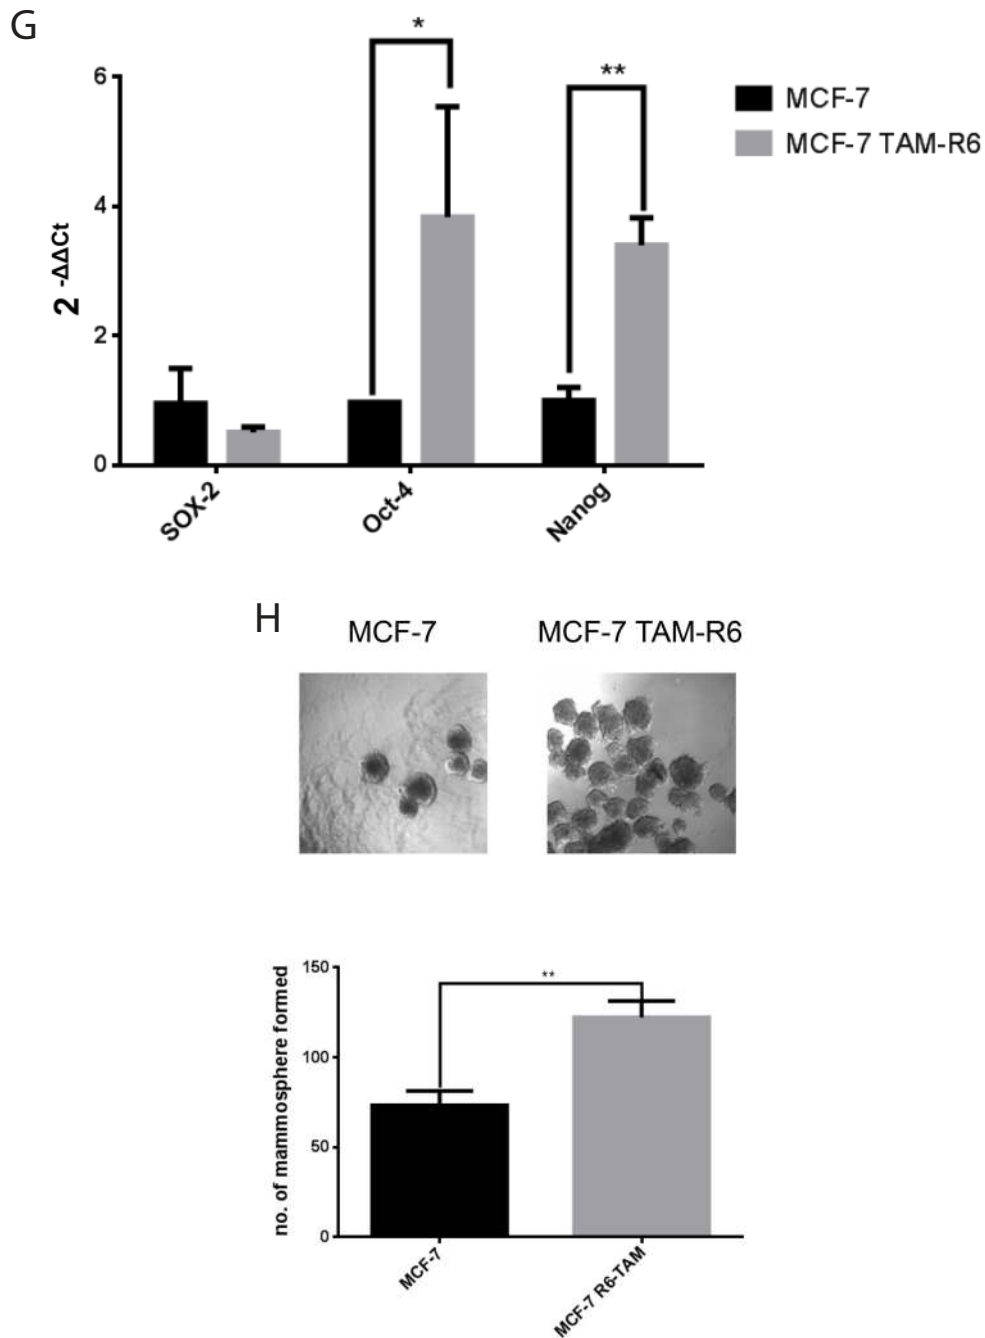 G
*
**
6
4
2
0
2 -ΔΔCt
MCF-7
MCF-7 TAM-R6
SOX-2
Oct-4
Nanog
H
MCF-7
MCF-7 TAM-R6
no. of mammosphere formed
150
100
50
0
**
MCF-7
MCF-7 R6-TAM